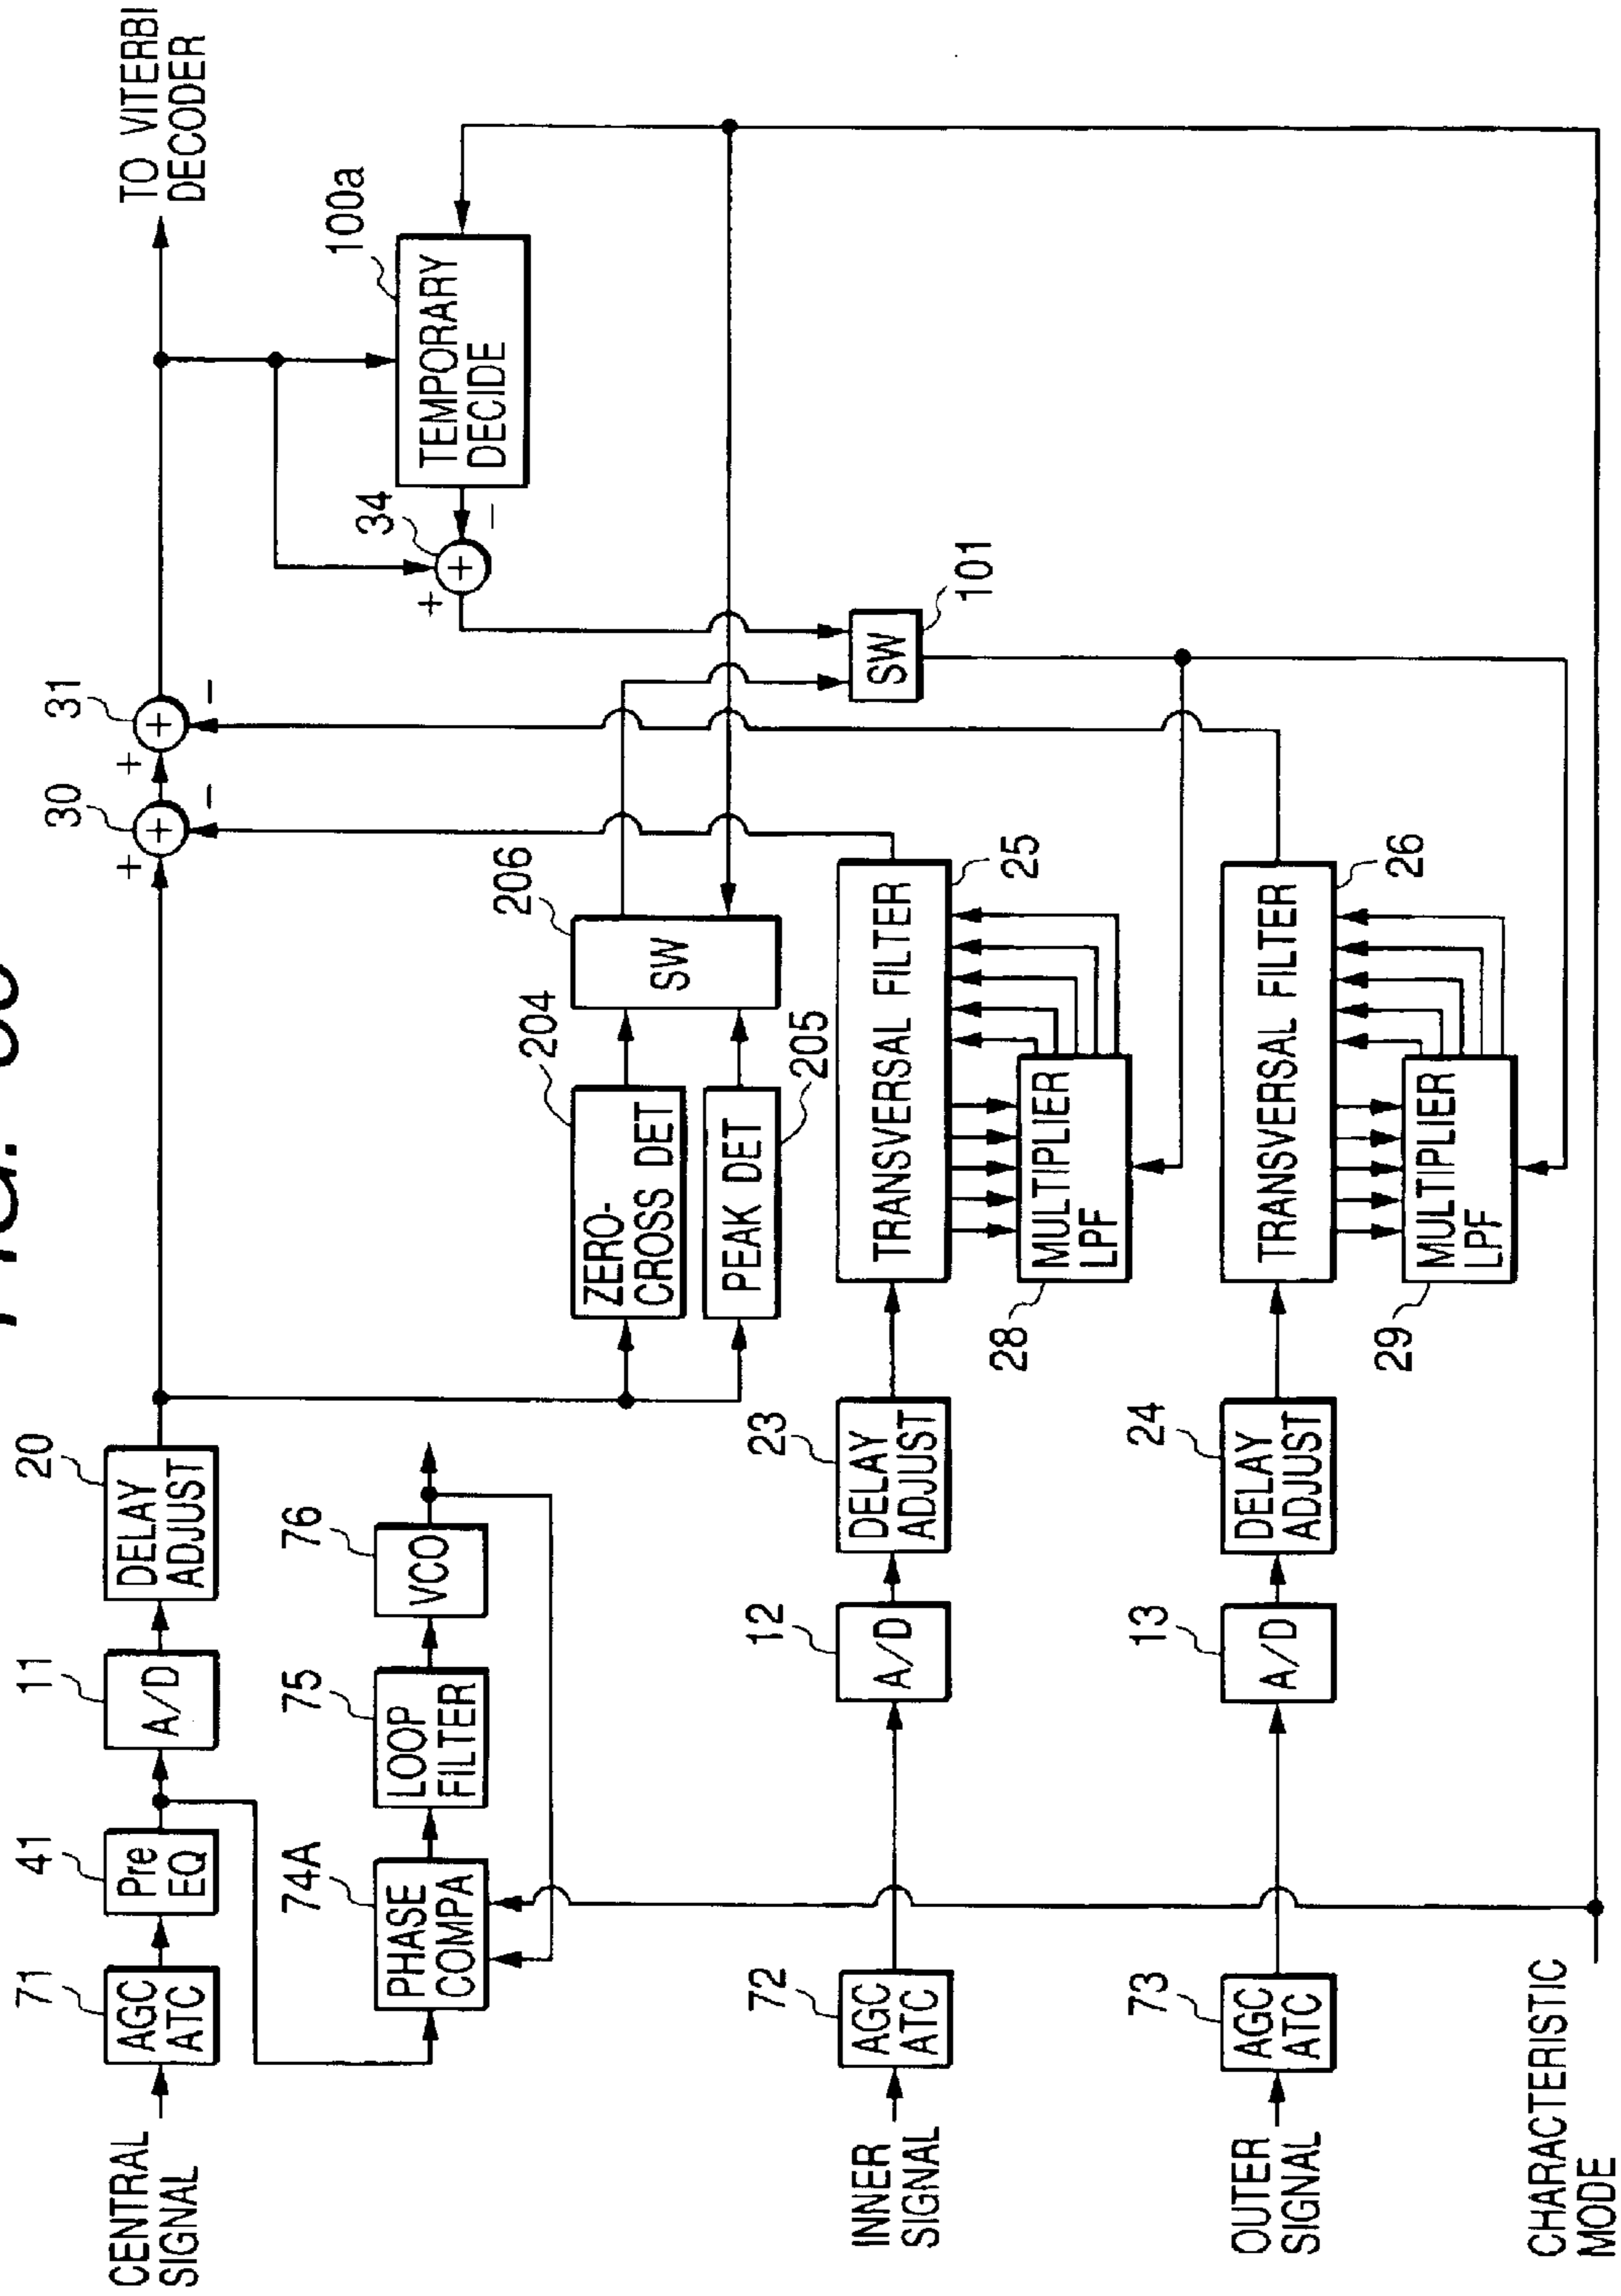 CENTRAL
SIGNAL
71
AGC
ATC
41
Pre
EQ
11
A/D
20
DELAY
ADJUST
30
+
+
−
31
+
+
−
TO VITERBI
DECODER
74A
PHASE
COMPA
75
LOOP
FILTER
76
VCO
204
ZERO-
CROSS DET
PEAK DET
205
206
SW
34
+
+
−
100a
TEMPORARY
DECIDE
SW
101
INNER
SIGNAL
72
AGC
ATC
12
A/D
23
DELAY
ADJUST
TRANSVERSAL FILTER
25
28
MULTIPLIER
LPF
OUTER
SIGNAL
73
AGC
ATC
13
A/D
24
DELAY
ADJUST
TRANSVERSAL FILTER
26
29
MULTIPLIER
LPF
CHARACTERISTIC
MODE